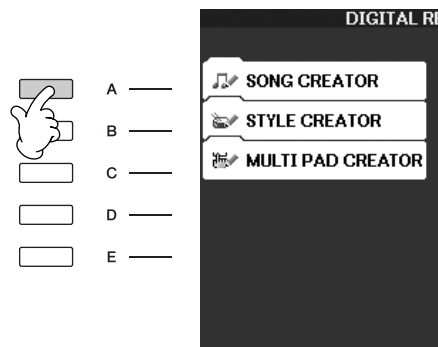 DIGITAL RE
A
SONG CREATOR
B
STYLE CREATOR
C
MULTI PAD CREATOR
D
E